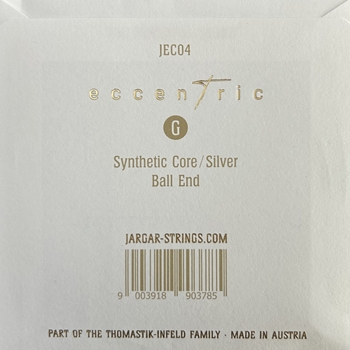 JEC04
eccentric
G
Synthetic Core/Silver
Ball End
JARGAR-STRINGS.COM
9 003918 903785
PART OF THE THOMASTIK-INFELD FAMILY · MADE IN AUSTRIA